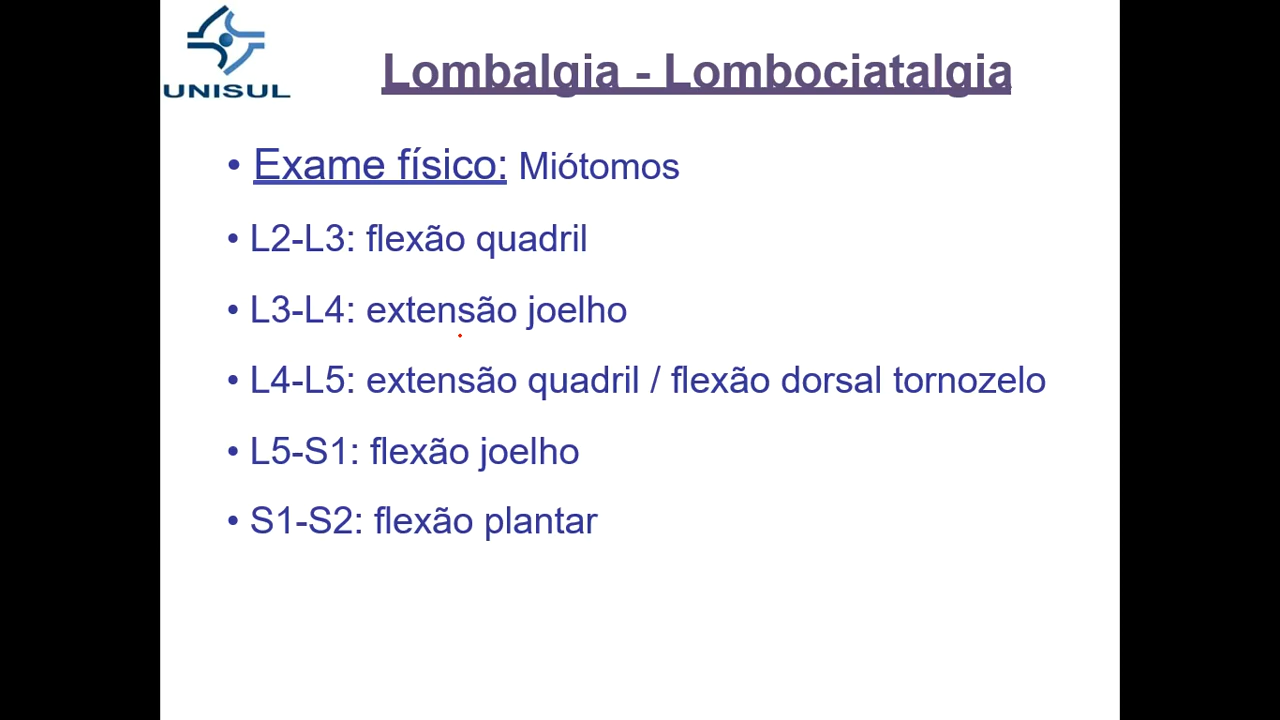 UNISUL
Lombalgia - Lombociatalgia
• Exame físico: Miótomos
• L2-L3: flexão quadril
• L3-L4: extensão joelho
• L4-L5: extensão quadril / flexão dorsal tornozelo
• L5-S1: flexão joelho
• S1-S2: flexão plantar